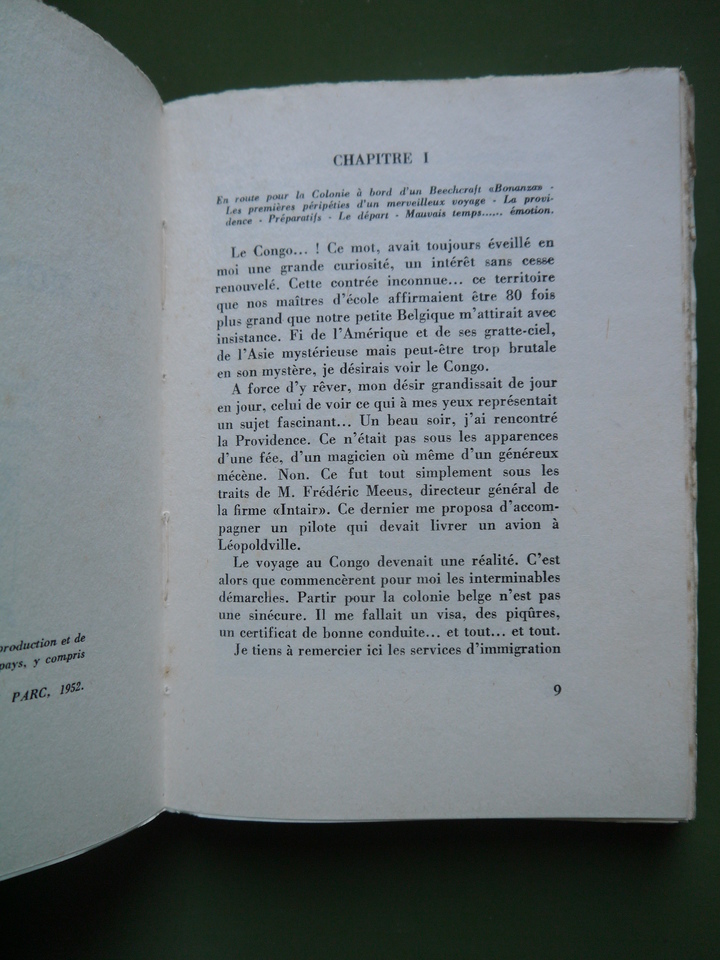 production et de
pays, y compris
PARC, 1952.
CHAPITRE 1
En route pour la Colonie à bord d'un Beechcraft «Bonanza» -
Les premières péripéties d'un merveilleux voyage - La provi-
dence - Préparatifs - Le départ - Mauvais temps...... émotion.
Le Congo... ! Ce mot, avait toujours éveillé en
moi une grande curiosité, un intérêt sans cesse
renouvelé. Cette contrée inconnue... ce territoire
que nos maîtres d'école affirmaient être 80 fois
plus grand que notre petite Belgique m'attirait avec
insistance. Fi de l'Amérique et de ses gratte-ciel,
de l'Asie mystérieuse mais peut-être trop brutale
en son mystère, je désirais voir le Congo.
A force d'y rêver, mon désir grandissait de jour
en jour, celui de voir ce qui à mes yeux représentait
un sujet fascinant... Un beau soir, j'ai rencontré
la Providence. Ce n'était pas sous les apparences
d'une fée, d'un magicien où même d'un généreux
mécène. Non. Ce fut tout simplement sous les
traits de M. Frédéric Meeus, directeur général de
la firme «Intair». Ce dernier me proposa d'accom-
pagner un pilote qui devait livrer un avion à
Léopoldville.
Le voyage au Congo devenait une réalité. C'est
alors que commencèrent pour moi les interminables
démarches. Partir pour la colonie belge n'est pas
une sinécure. Il me fallait un visa, des piqûres,
un certificat de bonne conduite... et tout... et tout.
Je tiens à remercier ici les services d'immigration
9